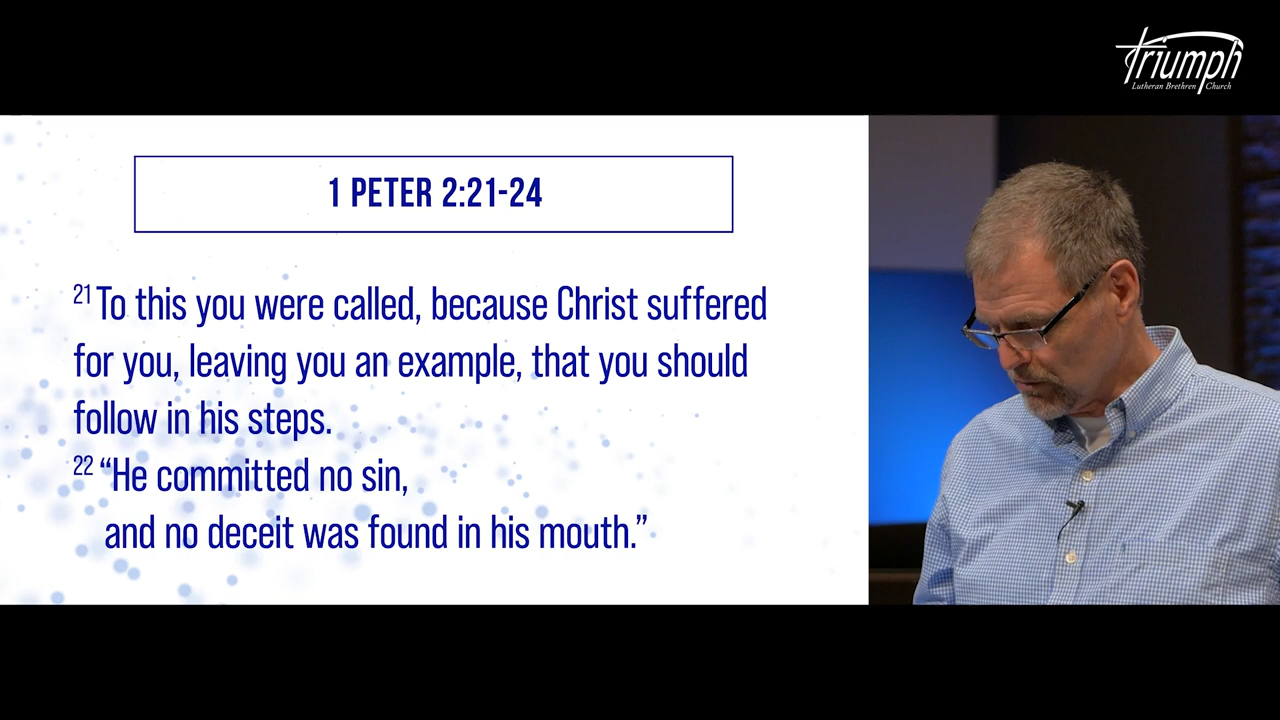 Triumph
Lutheran Brethren Church
1 PETER 2:21-24
21 To this you were called, because Christ suffered
for you, leaving you an example, that you should
follow in his steps.
22 “He committed no sin,
and no deceit was found in his mouth.”